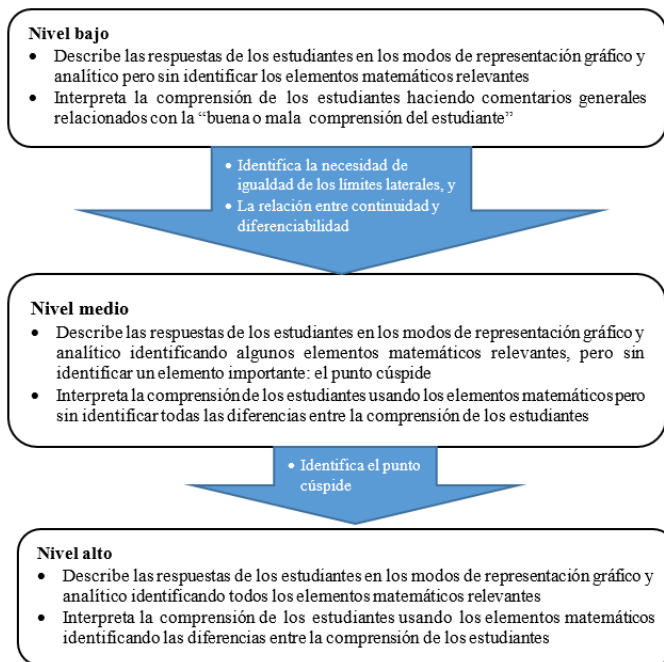 Nivel bajo
• Describe las respuestas de los estudiantes en los modos de representación gráfico y
analítico pero sin identificar los elementos matemáticos relevantes
• Interpreta la comprensión de los estudiantes haciendo comentarios generales
relacionados con la “buena o mala comprensión del estudiante”
• Identifica la necesidad de
igualdad de los límites laterales, y
• La relación entre continuidad y
diferenciabilidad
Nivel medio
• Describe las respuestas de los estudiantes en los modos de representación gráfico y
analítico identificando algunos elementos matemáticos relevantes, pero sin
identificar un elemento importante: el punto cúspide
• Interpreta la comprensión de los estudiantes usando los elementos matemáticos pero
sin identificar todas las diferencias entre la comprensión de los estudiantes
• Identifica el punto
cúspide
Nivel alto
• Describe las respuestas de los estudiantes en los modos de representación gráfico y
analítico identificando todos los elementos matemáticos relevantes
• Interpreta la comprensión de los estudiantes usando los elementos matemáticos
identificando las diferencias entre la comprensión de los estudiantes